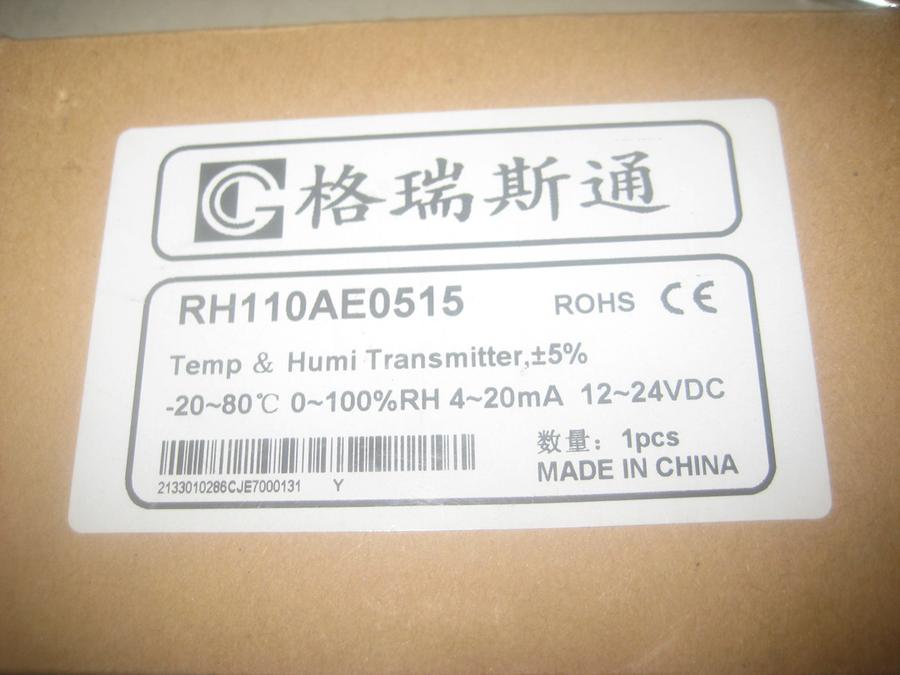 格瑞斯通
RH110AE0515 ROHS CE
Temp & Humi Transmitter,±5%
-20~80℃ 0~100%RH 4~20mA 12~24VDC
数量：1pcs
2133010286CJE7000131 Y
MADE IN CHINA